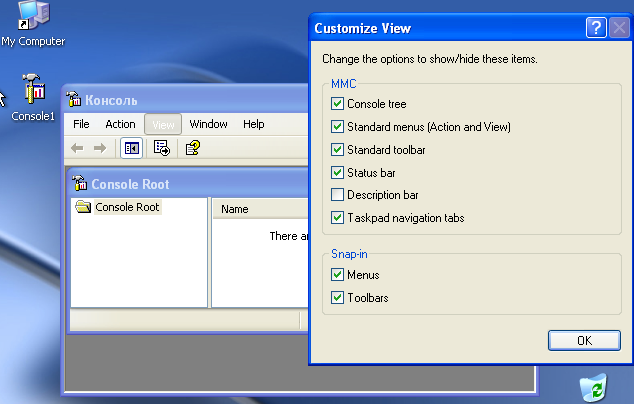 My Computer
Console1
Консоль
File Action View Window Help
Console Root
Console Root
Name
There ar
Customize View
Change the options to show/hide these items.
MMC
Console tree
Standard menus (Action and View)
Standard toolbar
Status bar
Description bar
Taskpad navigation tabs
Snap-in
Menus
Toolbars
OK